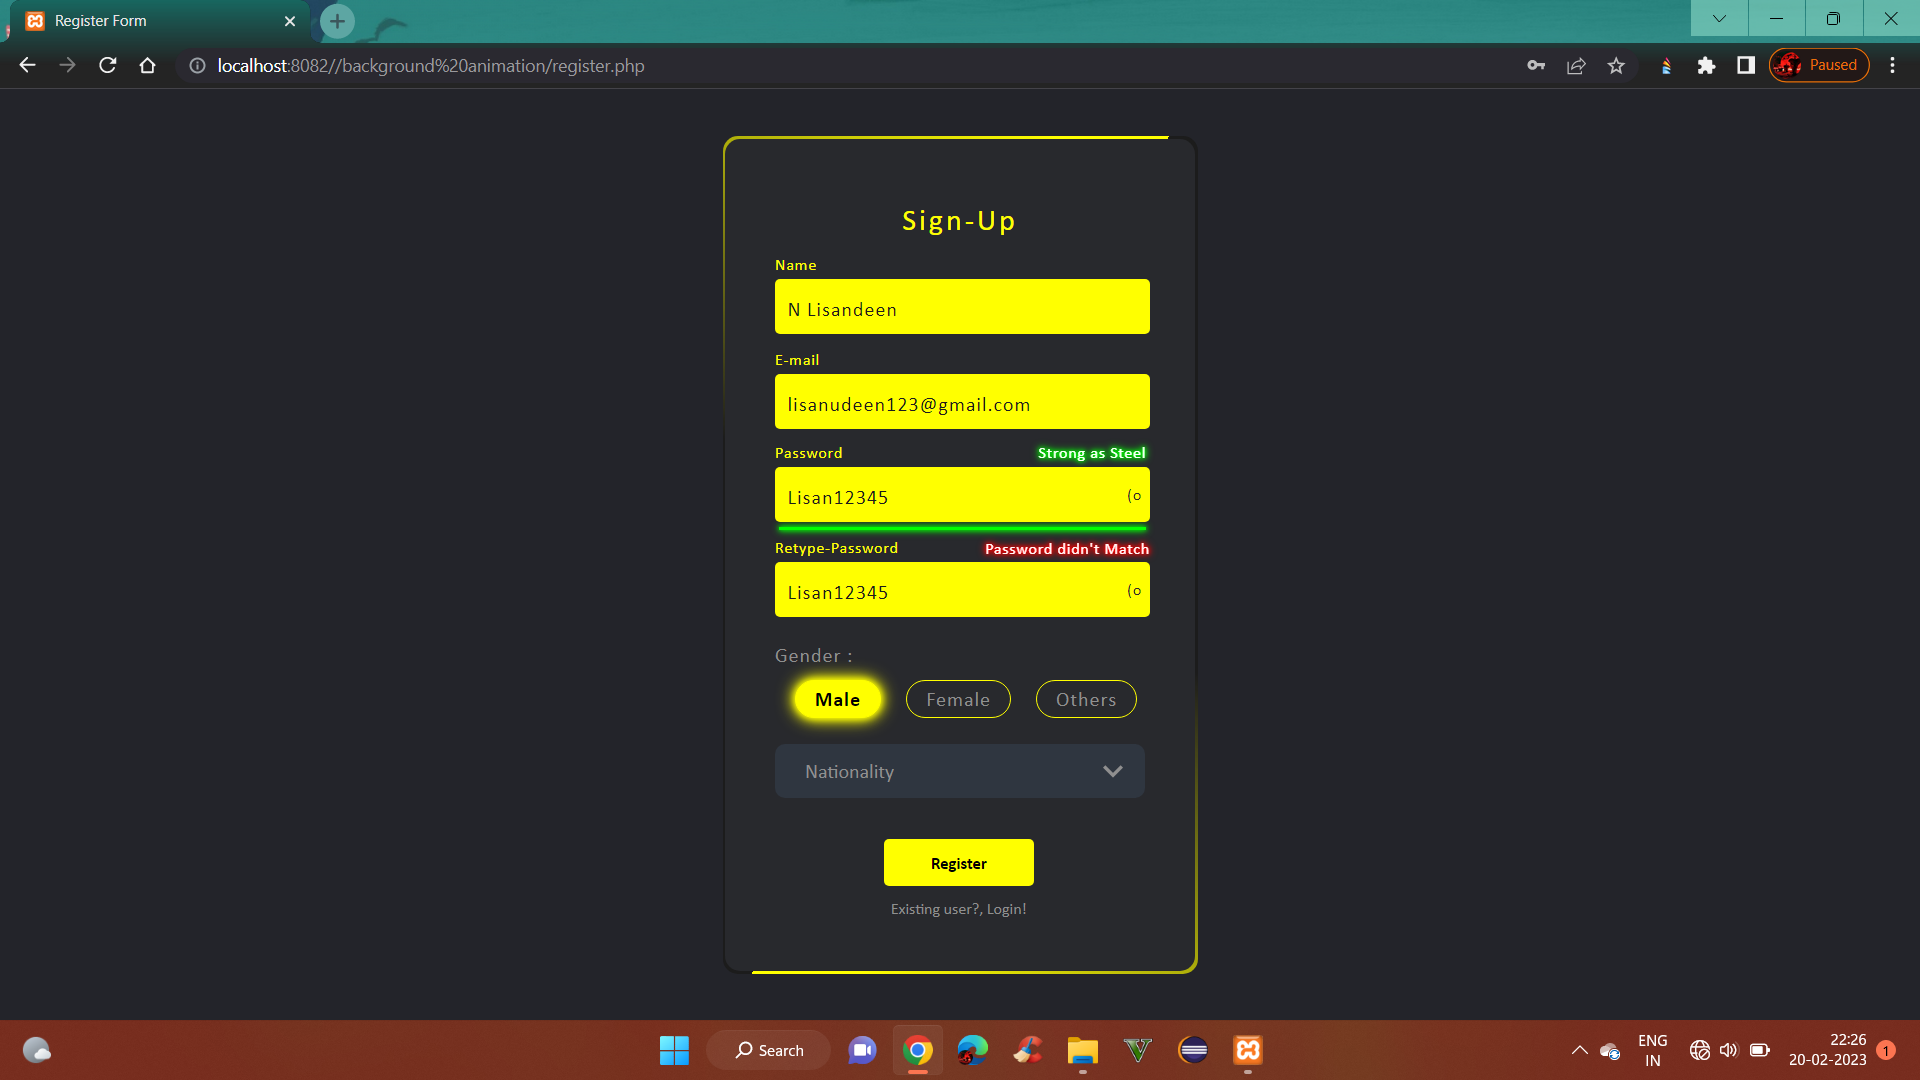 Register Form
localhost:8082//background%20animation/register.php
Paused
Sign-Up
Name
N Lisandeen
E-mail
lisanudeen123@gmail.com
Password Strong as Steel
Lisan12345 (o
Retype-Password Password didn't Match
Lisan12345 (o
Gender :
Male Female Others
Nationality
Register
Existing user?, Login!
Search
ENG
IN
22:26
20-02-2023
1